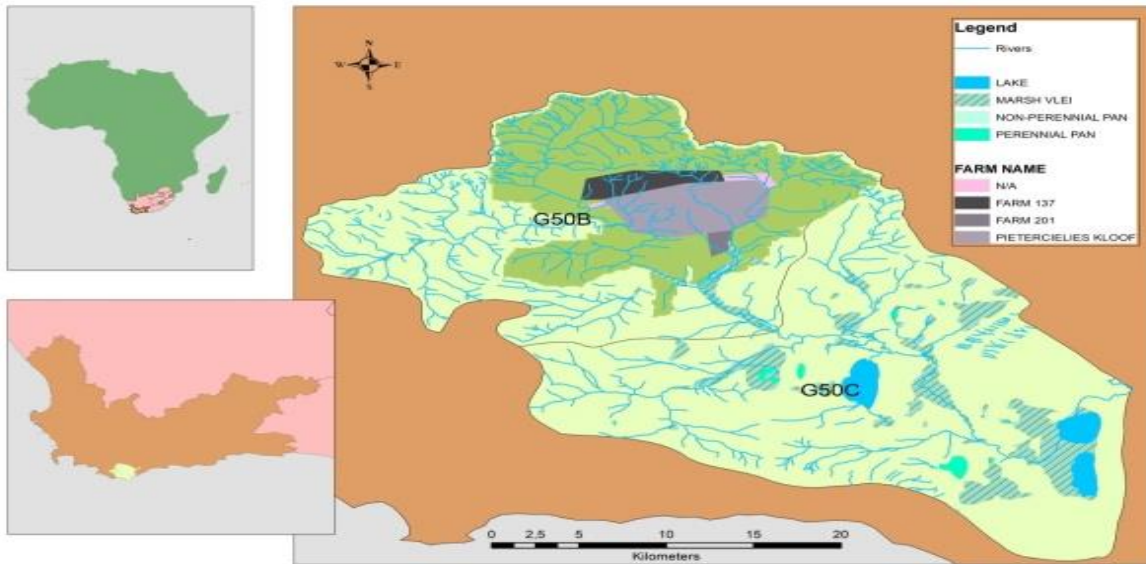 N
W E
S
Legend
Rivers
LAKE
MARSH VLEI
NON-PERENNIAL PAN
PERENNIAL PAN
FARM NAME
N/A
FARM 137
FARM 201
PIETERCIELIES KLOOF
G50B
G50C
0 2,5 5 10 15 20
Kilometers